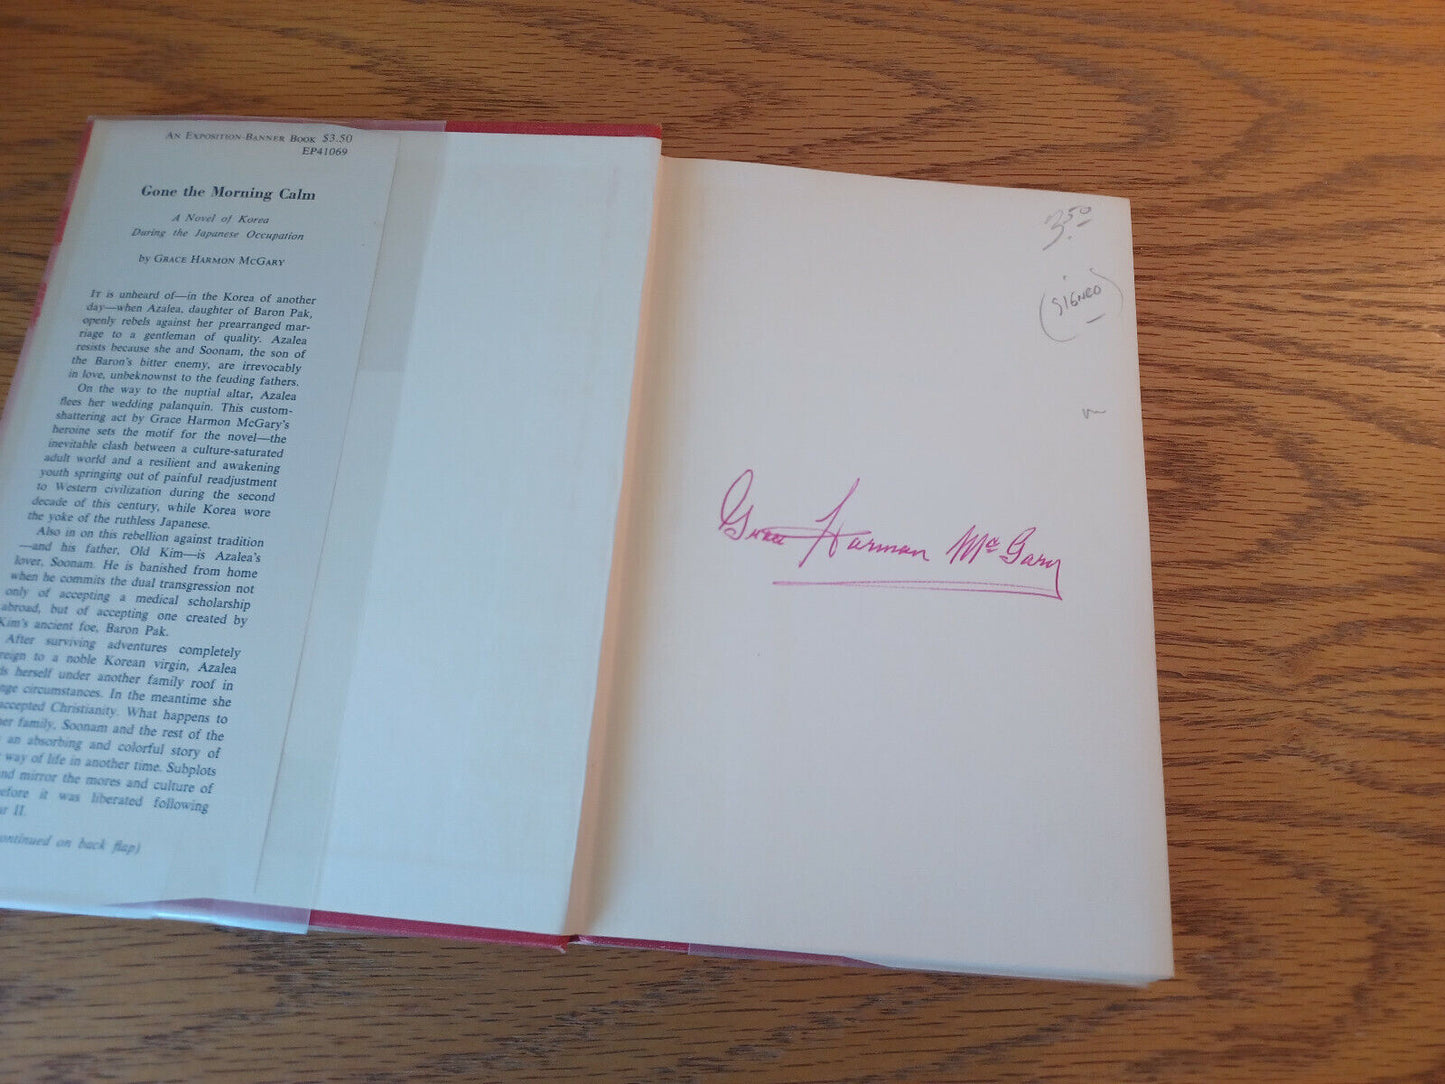 An Exposition-Banner Book $3.50
EP41069
Gone the Morning Calm
A Novel of Korea
During the Japanese Occupation
by Grace Harmon McGary
It is unheard of—in the Korea of another
day—when Azalea, daughter of Baron Pak,
openly rebels against her prearranged mar-
riage to a gentleman of quality. Azalea
resists because she and Soonam, the son of
the Baron's bitter enemy, are irrevocably
in love, unbeknownst to the feuding fathers.
On the way to the nuptial altar, Azalea
flees her wedding palanquin. This custom-
shattering act by Grace Harmon McGary's
heroine sets the motif for the novel—the
inevitable clash between a culture-saturated
adult world and a resilient and awakening
youth springing out of painful readjustment
to Western civilization during the second
decade of this century, while Korea wore
the yoke of the ruthless Japanese.
Also in on this rebellion against tradition
—and his father, Old Kim—is Azalea's
lover, Soonam. He is banished from home
when he commits the dual transgression not
only of accepting a medical scholarship
abroad, but of accepting one created by
Kim's ancient foe, Baron Pak.
After surviving adventures completely
reign to a noble Korean virgin, Azalea
ds herself under another family roof in
nge circumstances. In the meantime she
accepted Christianity. What happens to
her family, Soonam and the rest of the
an absorbing and colorful story of
way of life in another time. Subplots
nd mirror the mores and culture of
efore it was liberated following
ar II.
ontinued on back flap)
3.50
(SIGNED)
Grace Harman McGary